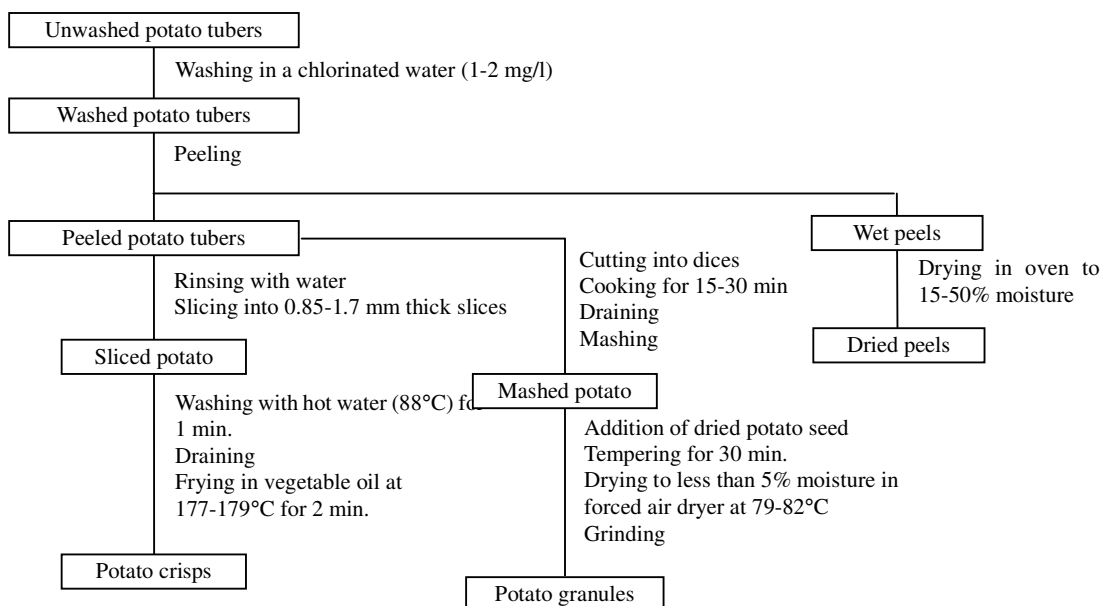 Unwashed potato tubers
Washing in a chlorinated water (1-2 mg/l)
Washed potato tubers
Peeling
Peeled potato tubers
Wet peels
Rinsing with water
Slicing into 0.85-1.7 mm thick slices
Cutting into dices
Cooking for 15-30 min
Draining
Mashing
Drying in oven to
15-50% moisture
Sliced potato
Dried peels
Mashed potato
Washing with hot water (88°C) for
1 min.
Draining
Frying in vegetable oil at
177-179°C for 2 min.
Addition of dried potato seed
Tempering for 30 min.
Drying to less than 5% moisture in
forced air dryer at 79-82°C
Grinding
Potato crisps
Potato granules